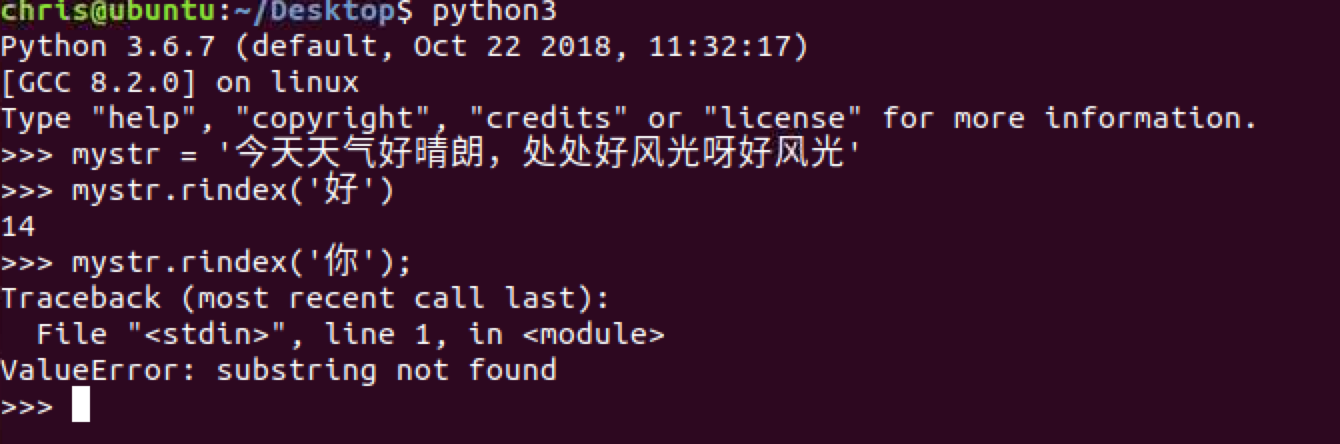 chris@ubuntu:~/Desktop$ python3
Python 3.6.7 (default, Oct 22 2018, 11:32:17)
[GCC 8.2.0] on linux
Type "help", "copyright", "credits" or "license" for more information.
>>> mystr = '今天天气好晴朗，处处好风光呀好风光'
>>> mystr.rindex('好')
14
>>> mystr.rindex('你');
Traceback (most recent call last):
  File "<stdin>", line 1, in <module>
ValueError: substring not found
>>>